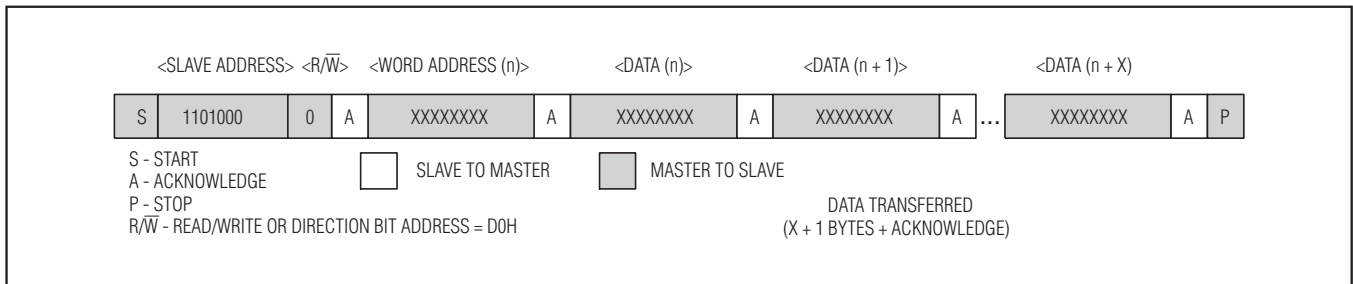 <SLAVE ADDRESS> <R/W̅> <WORD ADDRESS (n)> <DATA (n)> <DATA (n + 1)> <DATA (n + X)
S 1101000 0 A XXXXXXXX A XXXXXXXX A XXXXXXXX A ... XXXXXXXX A P
S - START
A - ACKNOWLEDGE
P - STOP
R/W̅ - READ/WRITE OR DIRECTION BIT ADDRESS = D0H
SLAVE TO MASTER
MASTER TO SLAVE
DATA TRANSFERRED
(X + 1 BYTES + ACKNOWLEDGE)